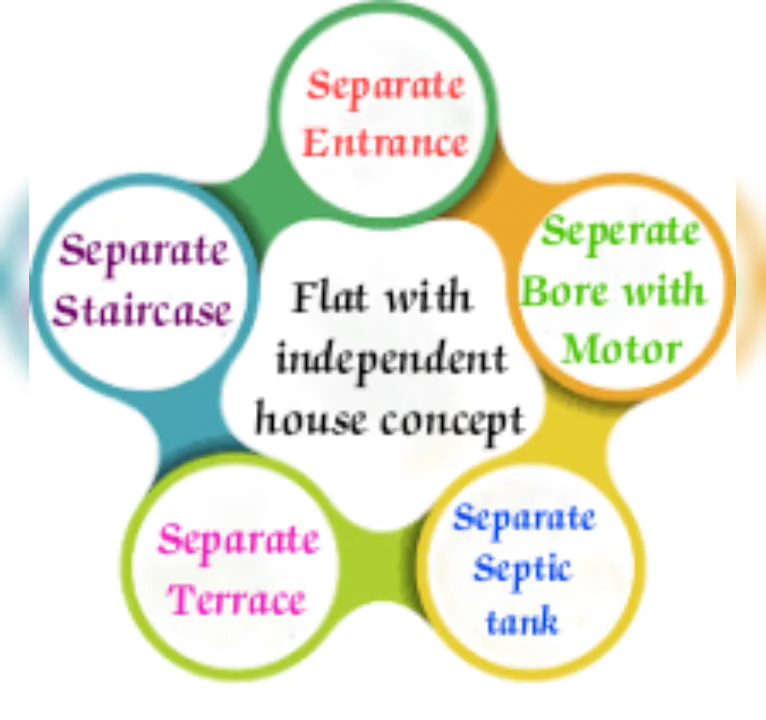 Separate
Entrance
Separate
Staircase
Seperate
Bore with
Motor
Flat with
independent
house concept
Separate
Terrace
Separate
Septic
tank